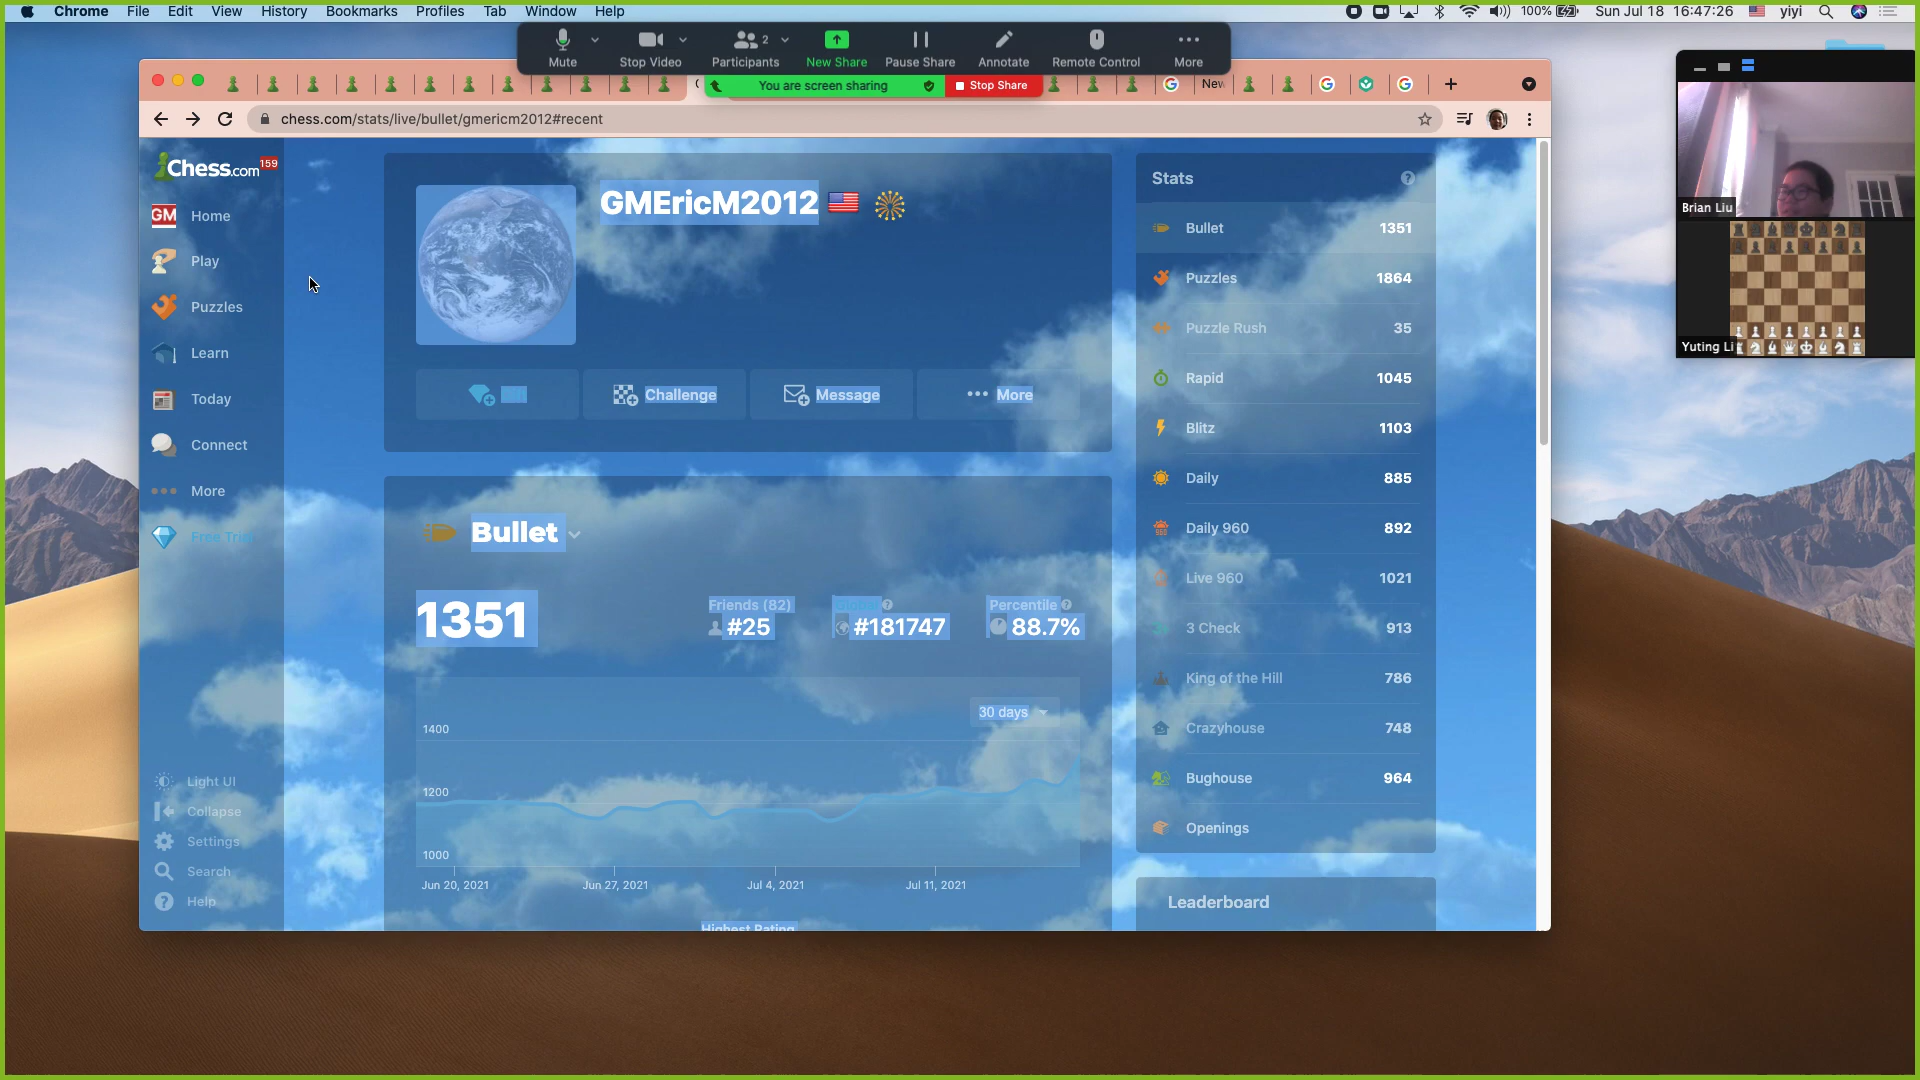 Chrome File Edit View History Bookmarks Profiles Tab Window Help
100% Sun Jul 18 16:47:26 yiyi
Mute Stop Video Participants 2 New Share Pause Share Annotate Remote Control More
You are screen sharing Stop Share
New
chess.com/stats/live/bullet/gmericm2012#recent
Chess.com 159
GM Home
Play
Puzzles
Learn
Today
Connect
More
Free Trial
Light UI
Collapse
Settings
Search
Help
GMEricM2012
Challenge Message More
Bullet
1351
Friends (82) Global Percentile
#25 #181747 88.7%
30 days
1400
1200
1000
Jun 20, 2021 Jun 27, 2021 Jul 4, 2021 Jul 11, 2021
Highest Rating
Stats
Bullet 1351
Puzzles 1864
Puzzle Rush 35
Rapid 1045
Blitz 1103
Daily 885
Daily 960 892
Live 960 1021
3 Check 913
King of the Hill 786
Crazyhouse 748
Bughouse 964
Openings
Leaderboard
Brian Liu
Yuting Li